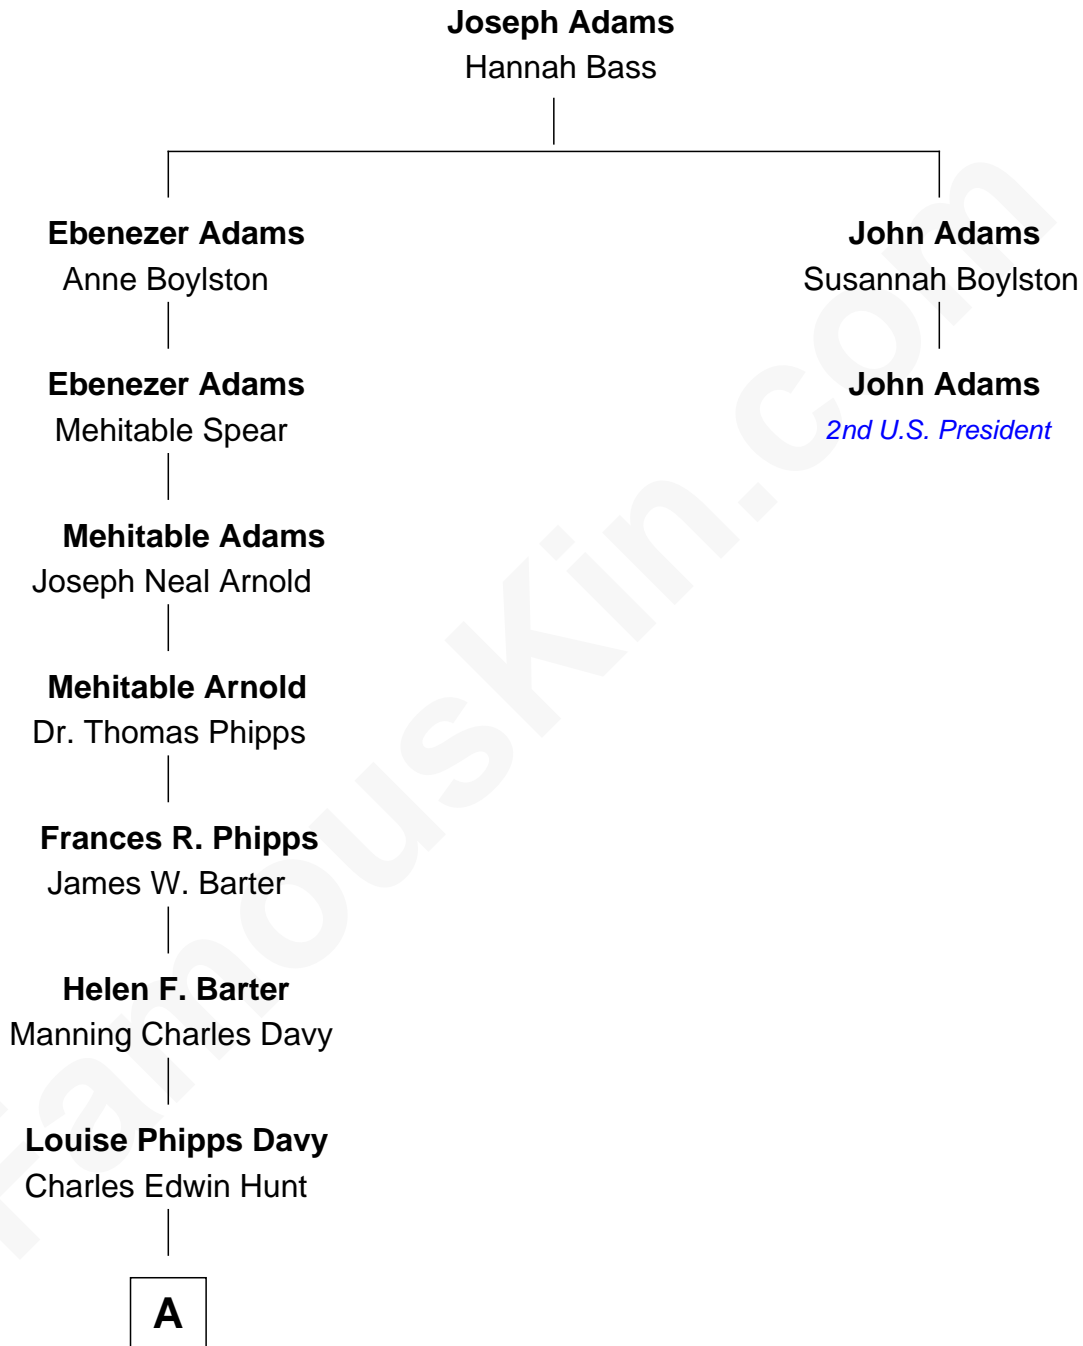 Joseph Adams
Hannah Bass
Ebenezer Adams
Anne Boylston
John Adams
Susannah Boylston
Ebenezer Adams
Mehitable Spear
John Adams
2nd U.S. President
Mehitable Adams
Joseph Neal Arnold
Mehitable Arnold
Dr. Thomas Phipps
Frances R. Phipps
James W. Barter
Helen F. Barter
Manning Charles Davy
Louise Phipps Davy
Charles Edwin Hunt
A
FamousKin.com